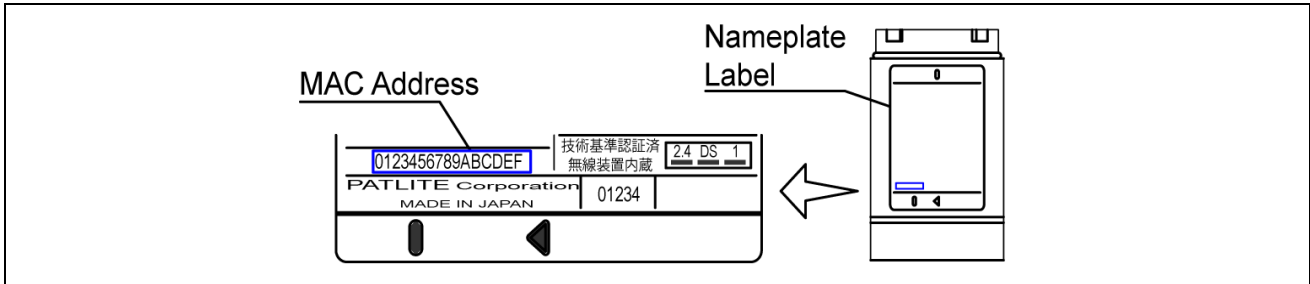 Nameplate
Label
MAC Address
0123456789ABCDEF
技術基準認証済
無線装置内蔵
2.4 DS 1
PATLITE Corporation
MADE IN JAPAN
01234